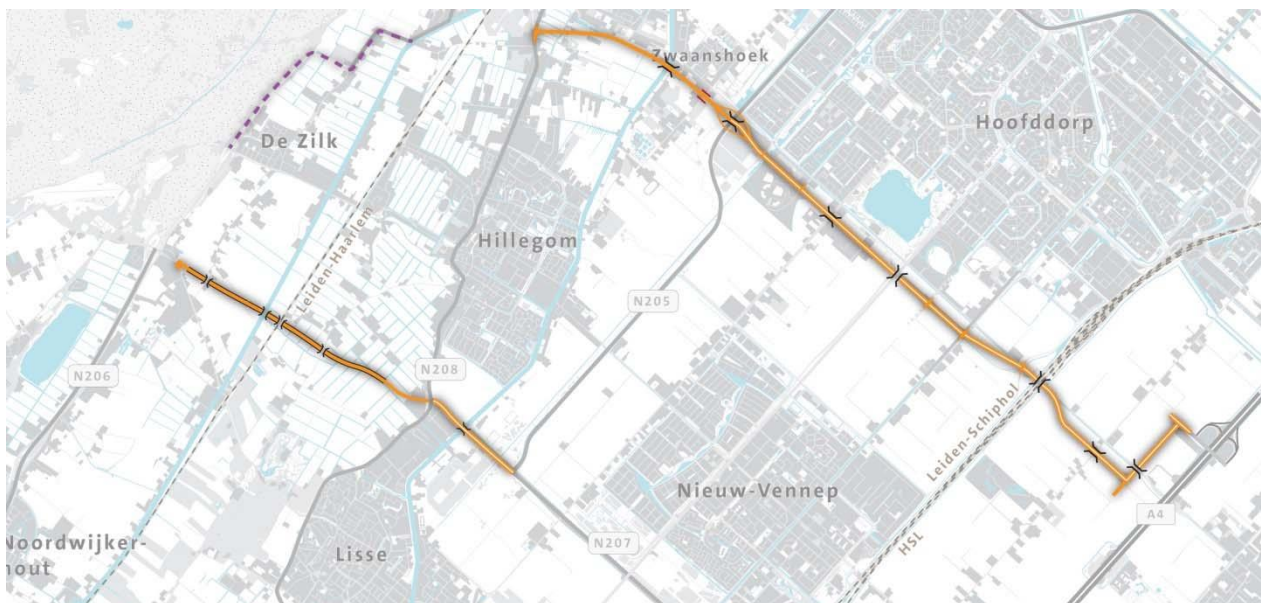 Zwaanshoek
Hoofddorp
De Zilk
Hillegom
Leiden-Haarlem
N205
N208
N206
Leiden-Schiphol
Nieuw-Vennep
A4
Noordwijker-
hout
Lisse
N207
HSL